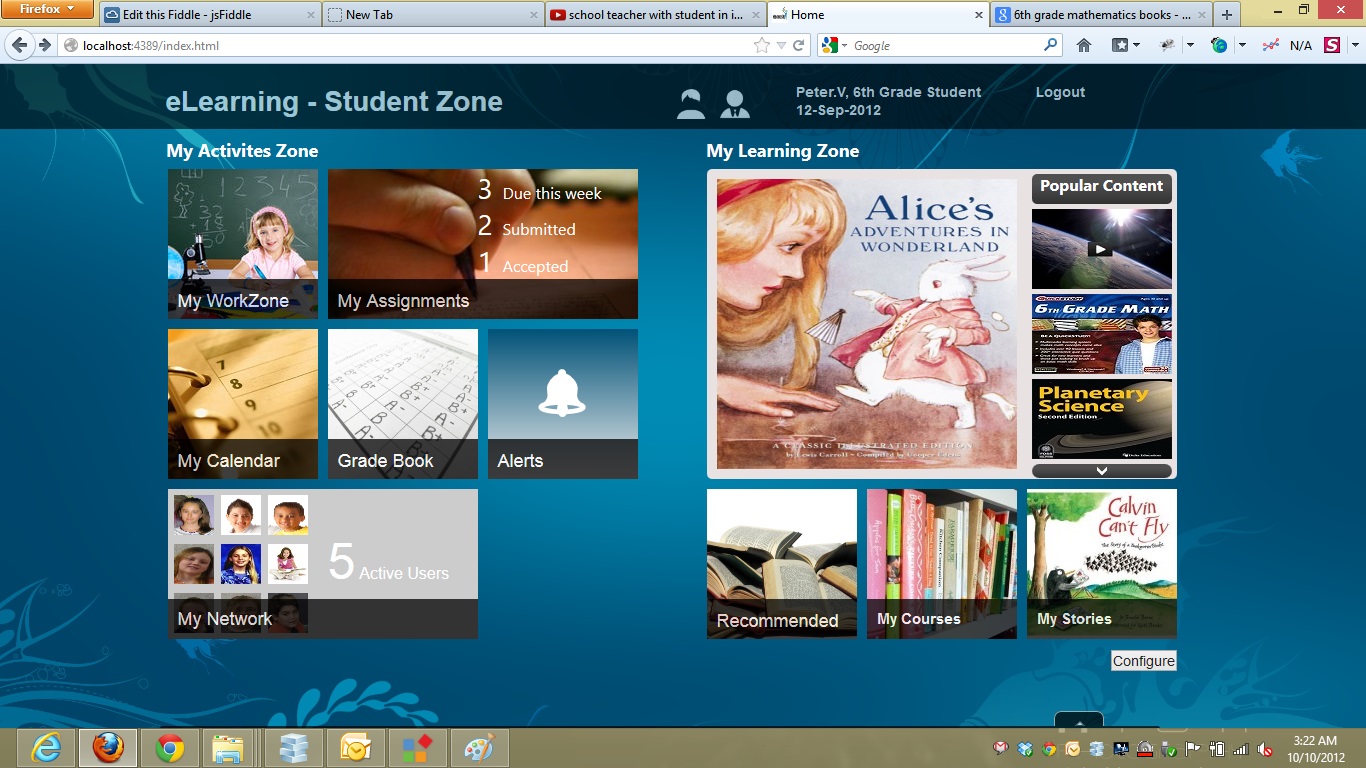 Firefox
Edit this Fiddle - jsFiddle
New Tab
school teacher with student in i...
Home
6th grade mathematics books - ...
localhost:4389/index.html
Google
N/A
S
eLearning - Student Zone
Peter.V, 6th Grade Student
12-Sep-2012
Logout
My Activites Zone
My Learning Zone
1 2 3 4 5
3 Due this week
2 Submitted
1 Accepted
My WorkZone
My Assignments
Alice's
ADVENTURES IN
WONDERLAND
A CLASSIC ILLUSTRATED EDITION
by Lewis Carroll • Compiled by Cooper Edens
Popular Content
QUICKSTUDY
6TH GRADE MATH
BE A QUICKSTUDY!
Planetary
Science
Second Edition
Delta Education
7
8
9
10
My Calendar
Grade Book
Alerts
5 Active Users
My Network
Recommended
My Courses
Calvin
Can't Fly
The Story of a Bookworm Birdie
My Stories
Configure
3:22 AM
10/10/2012